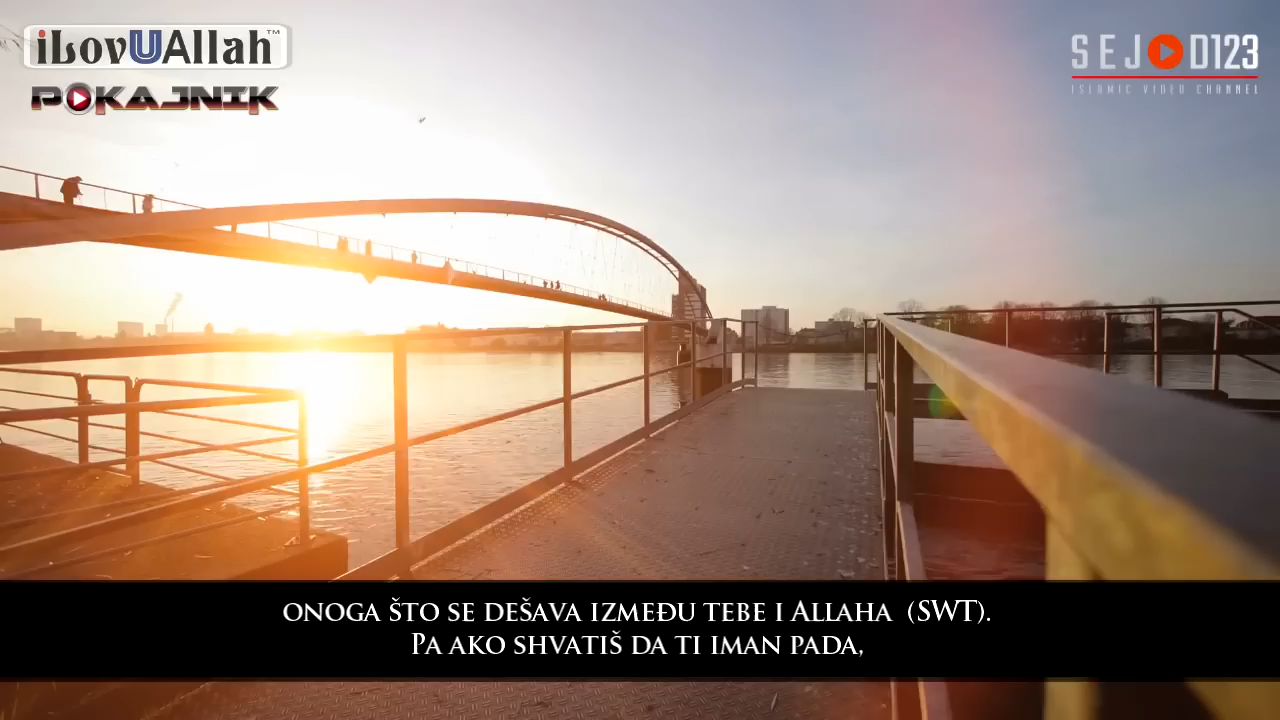 iLovUAllah™
POKAJNIK
SEJOD123
ISLAMIC VIDEO CHANNEL
onoga što se dešava između tebe i Allaha (SWT).
Pa ako shvatiš da ti iman pada,